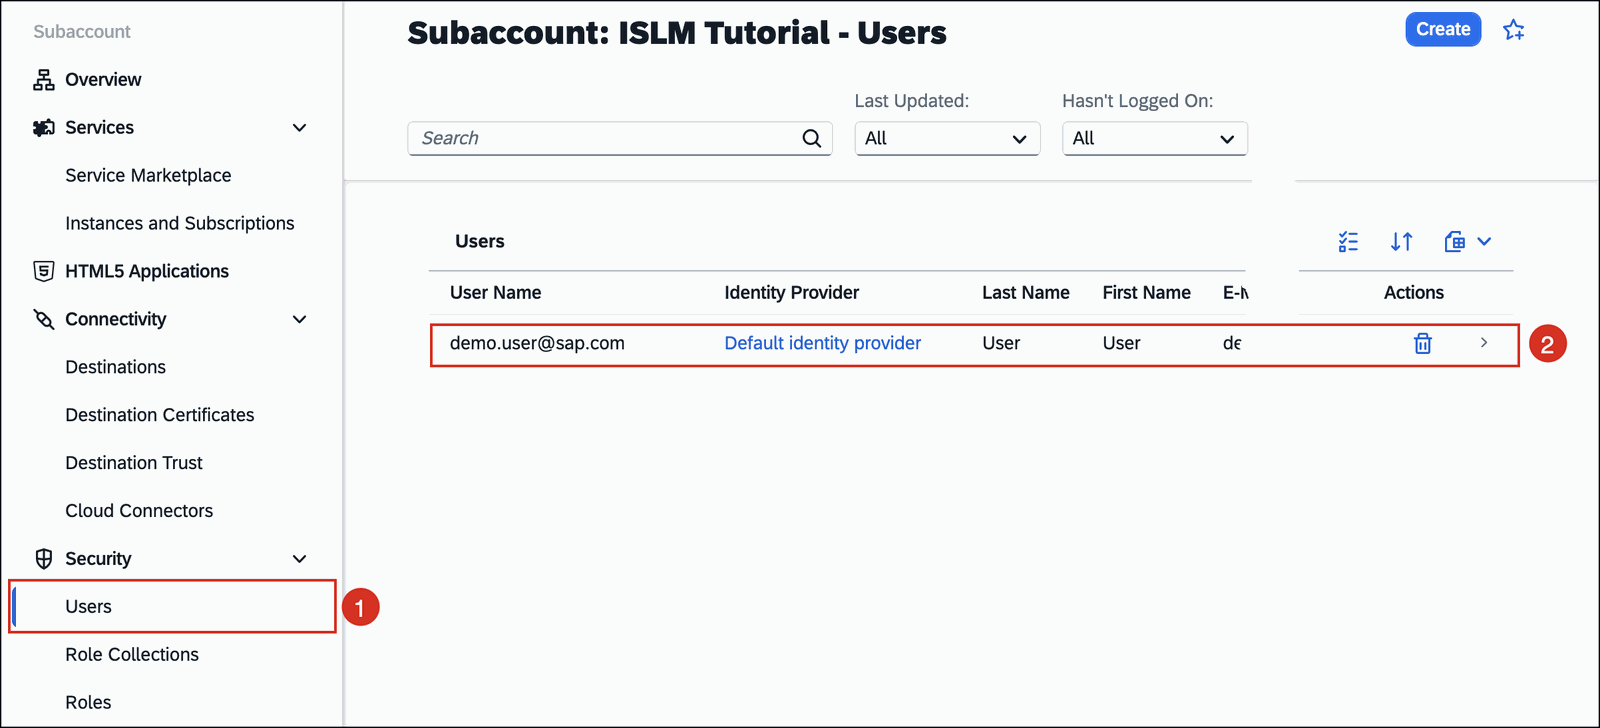 Subaccount
Overview
Services
Service Marketplace
Instances and Subscriptions
HTML5 Applications
Connectivity
Destinations
Destination Certificates
Destination Trust
Cloud Connectors
Security
Users
1
Role Collections
Roles
Subaccount: ISLM Tutorial - Users
Create
Last Updated:
Hasn't Logged On:
Search
All
All
Users
User Name Identity Provider Last Name First Name Actions
demo.user@sap.com Default identity provider User User
2